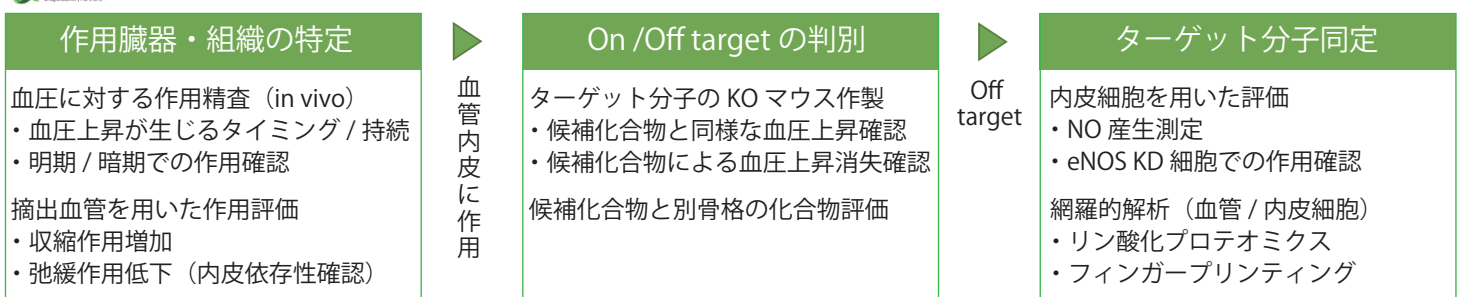 作用臓器・組織の特定
血圧に対する作用精査（in vivo）
・血圧上昇が生じるタイミング / 持続
・明期 / 暗期での作用確認
摘出血管を用いた作用評価
・収縮作用増加
・弛緩作用低下（内皮依存性確認）
血管内皮に作用
On /Off target の判別
ターゲット分子の KO マウス作製
・候補化合物と同様な血圧上昇確認
・候補化合物による血圧上昇消失確認
候補化合物と別骨格の化合物評価
Off
target
ターゲット分子同定
内皮細胞を用いた評価
・NO 産生測定
・eNOS KD 細胞での作用確認
網羅的解析（血管 / 内皮細胞）
・リン酸化プロテオミクス
・フィンガープリンティング